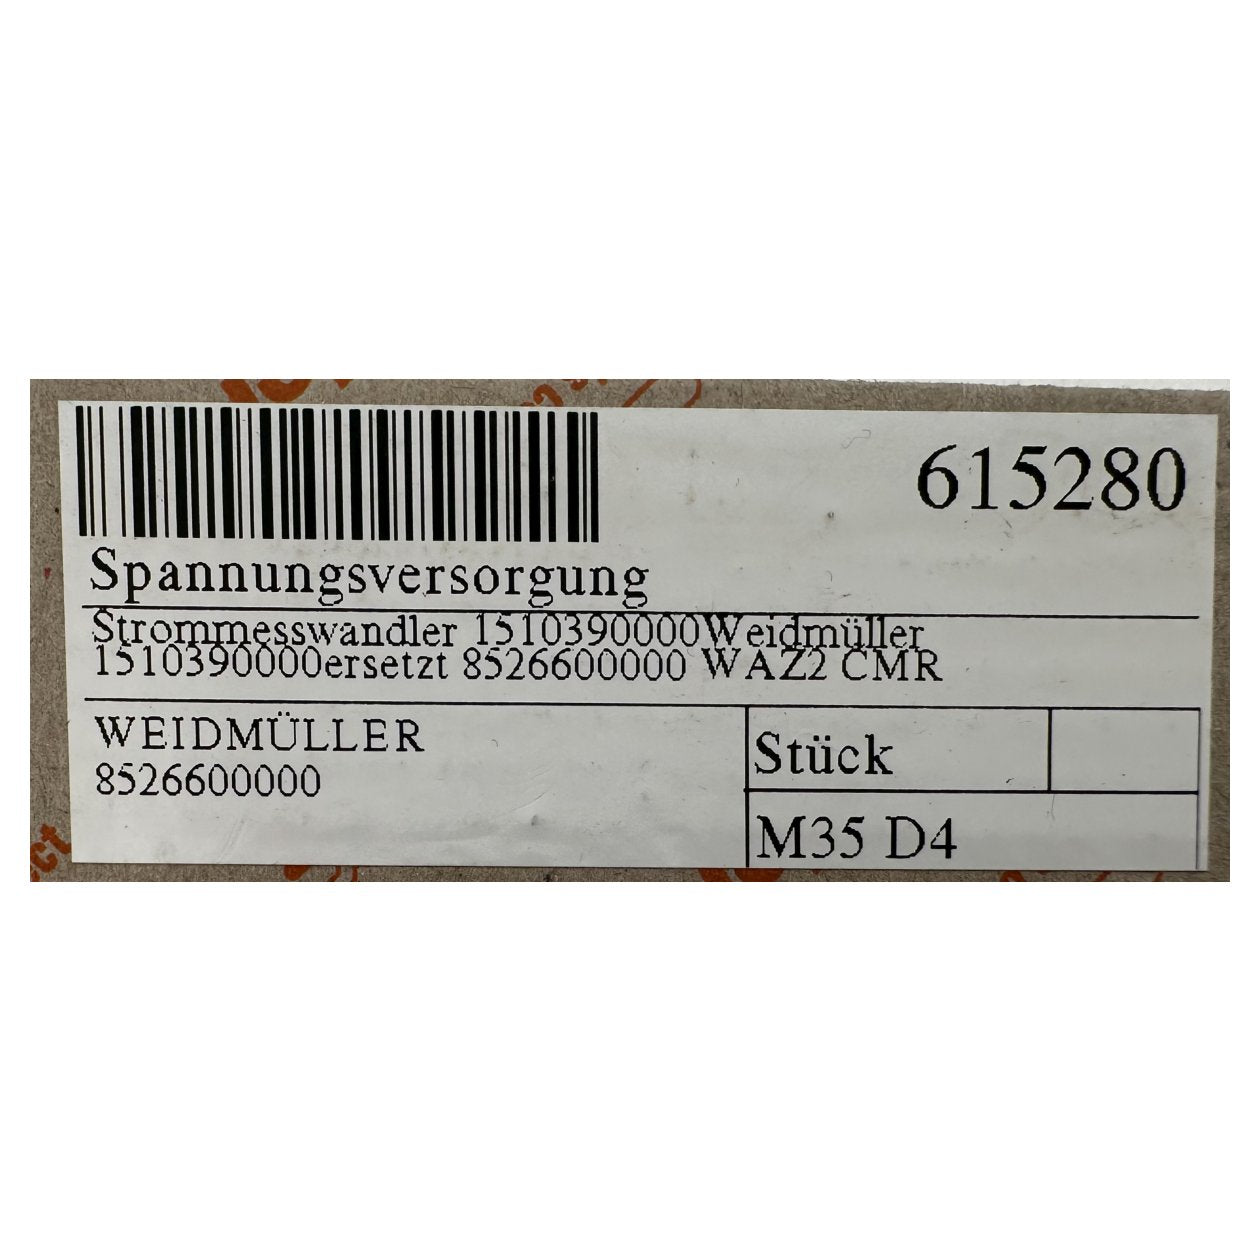 615280
Spannungsversorgung
Strommesswandler 1510390000Weidmüller
1510390000ersetzt 8526600000 WAZ2 CMR
WEIDMÜLLER
8526600000
Stück
M35 D4